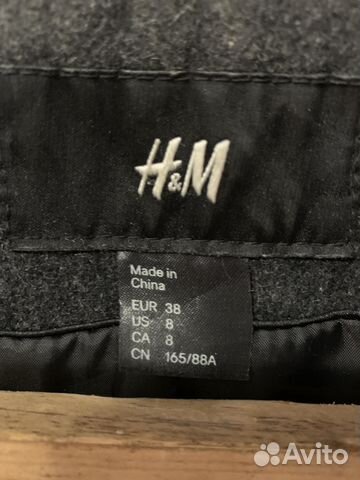 H&M
Made in
China
EUR 38
US 8
CA 8
CN 165/88A
Avito